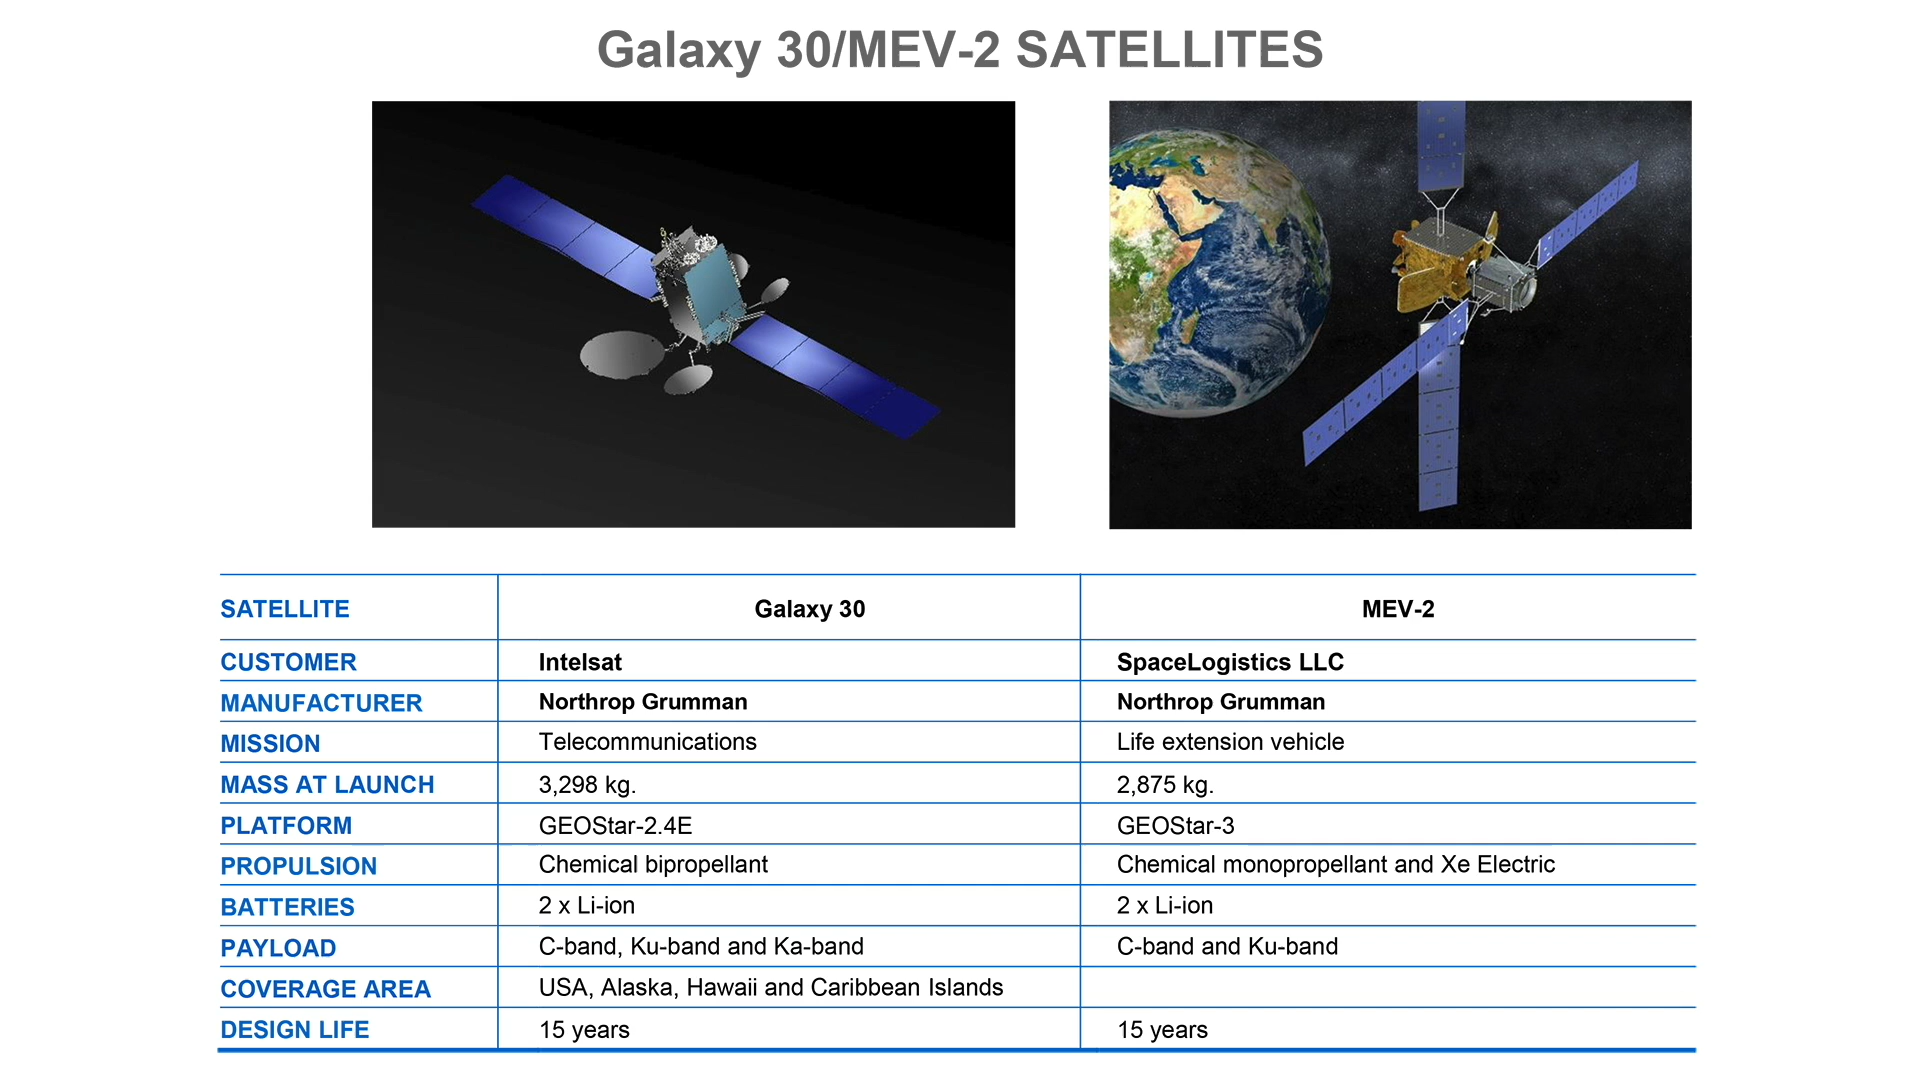 Galaxy 30/MEV-2 SATELLITES
SATELLITE Galaxy 30 MEV-2
CUSTOMER Intelsat SpaceLogistics LLC
MANUFACTURER Northrop Grumman Northrop Grumman
MISSION Telecommunications Life extension vehicle
MASS AT LAUNCH 3,298 kg. 2,875 kg.
PLATFORM GEOStar-2.4E GEOStar-3
PROPULSION Chemical bipropellant Chemical monopropellant and Xe Electric
BATTERIES 2 x Li-ion 2 x Li-ion
PAYLOAD C-band, Ku-band and Ka-band C-band and Ku-band
COVERAGE AREA USA, Alaska, Hawaii and Caribbean Islands
DESIGN LIFE 15 years 15 years